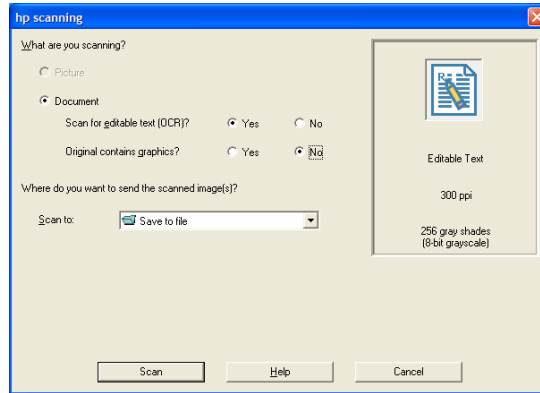 hp scanning
What are you scanning?
Picture
Document
Scan for editable text (OCR)? Yes No
Original contains graphics? Yes No
Where do you want to send the scanned image(s)?
Scan to: Save to file
Editable Text
300 ppi
256 gray shades
(8-bit grayscale)
Scan Help Cancel